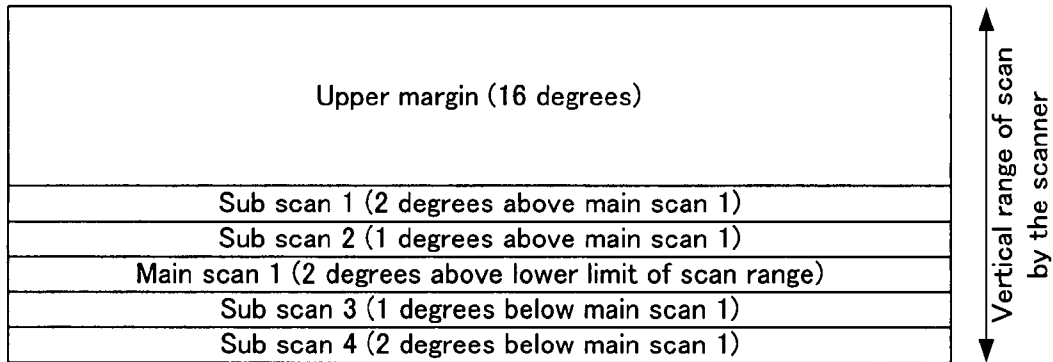 Upper margin (16 degrees)
Sub scan 1 (2 degrees above main scan 1)
Sub scan 2 (1 degrees above main scan 1)
Main scan 1 (2 degrees above lower limit of scan range)
Sub scan 3 (1 degrees below main scan 1)
Sub scan 4 (2 degrees below main scan 1)
Vertical range of scan
by the scanner